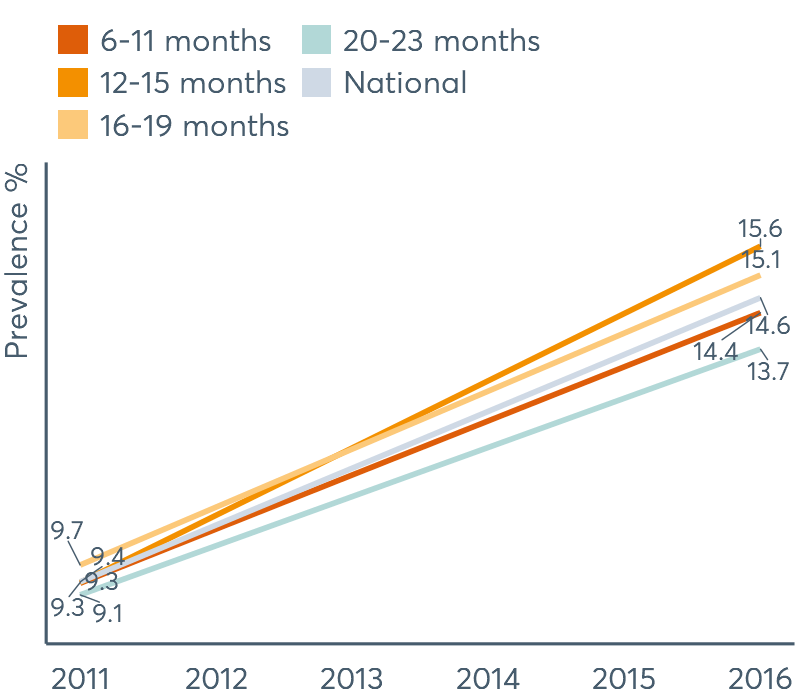 6-11 months
20-23 months
12-15 months
National
16-19 months
Prevalence %
15.6
15.1
14.6
14.4
13.7
9.7
9.4
9.3
9.3
9.1
2011 2012 2013 2014 2015 2016